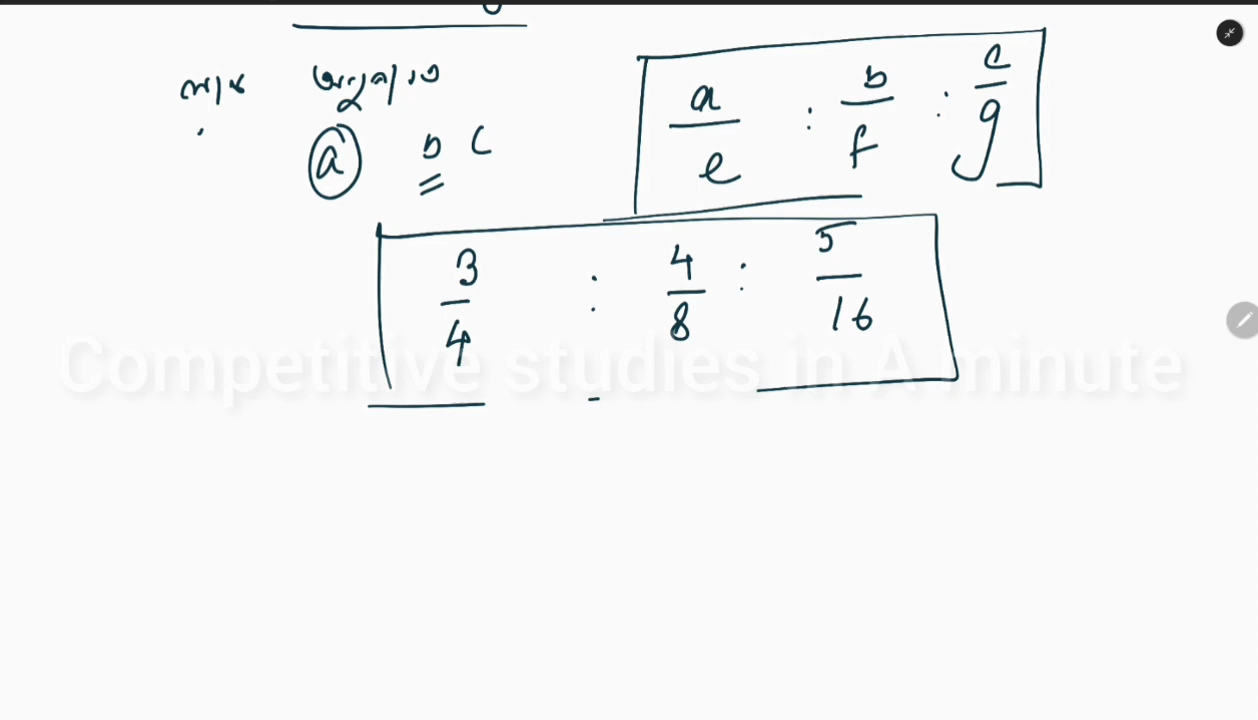 অনুপাত
a b c
a/e : b/f : c/g
3/4 : 4/8 : 5/16
Competitive studies in A minute